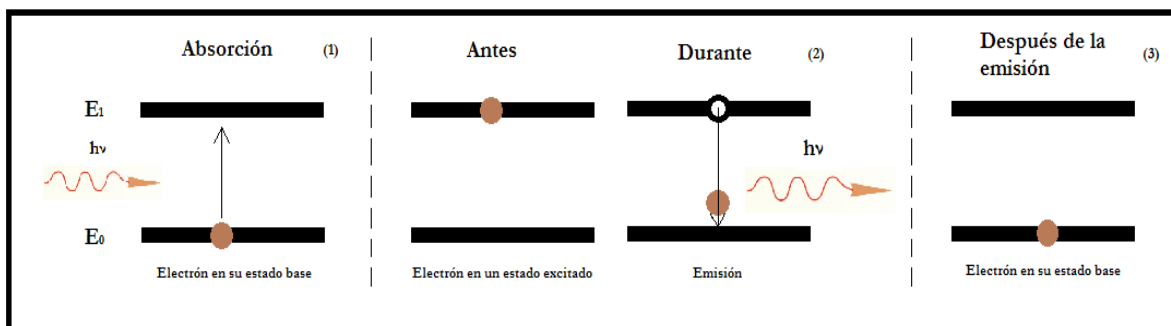 Absorción
(1)
Antes
Durante
(2)
Después de la
emisión
(3)
E1
hν
E0
hν
Electrón en su estado base
Electrón en un estado excitado
Emisión
Electrón en su estado base